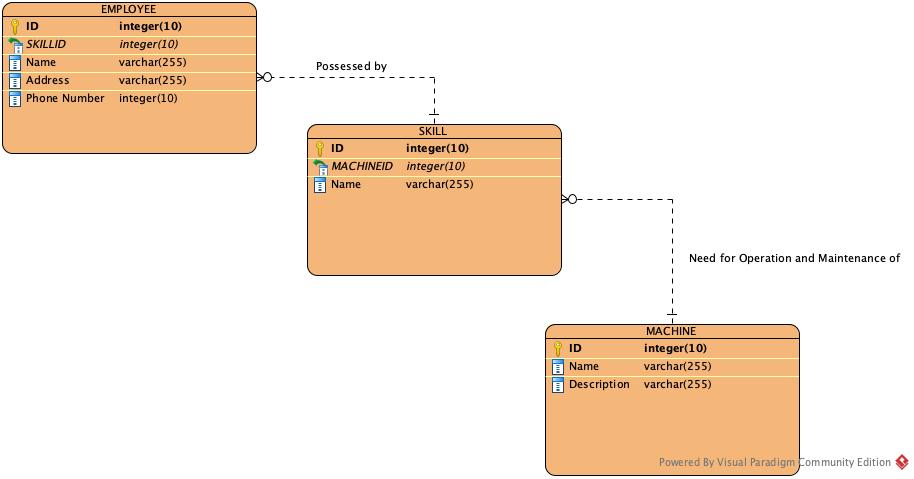 EMPLOYEE
ID integer(10)
SKILLID integer(10)
Name varchar(255)
Address varchar(255)
Phone Number integer(10)
Possessed by
SKILL
ID integer(10)
MACHINEID integer(10)
Name varchar(255)
Need for Operation and Maintenance of
MACHINE
ID integer(10)
Name varchar(255)
Description varchar(255)
Powered By Visual Paradigm Community Edition